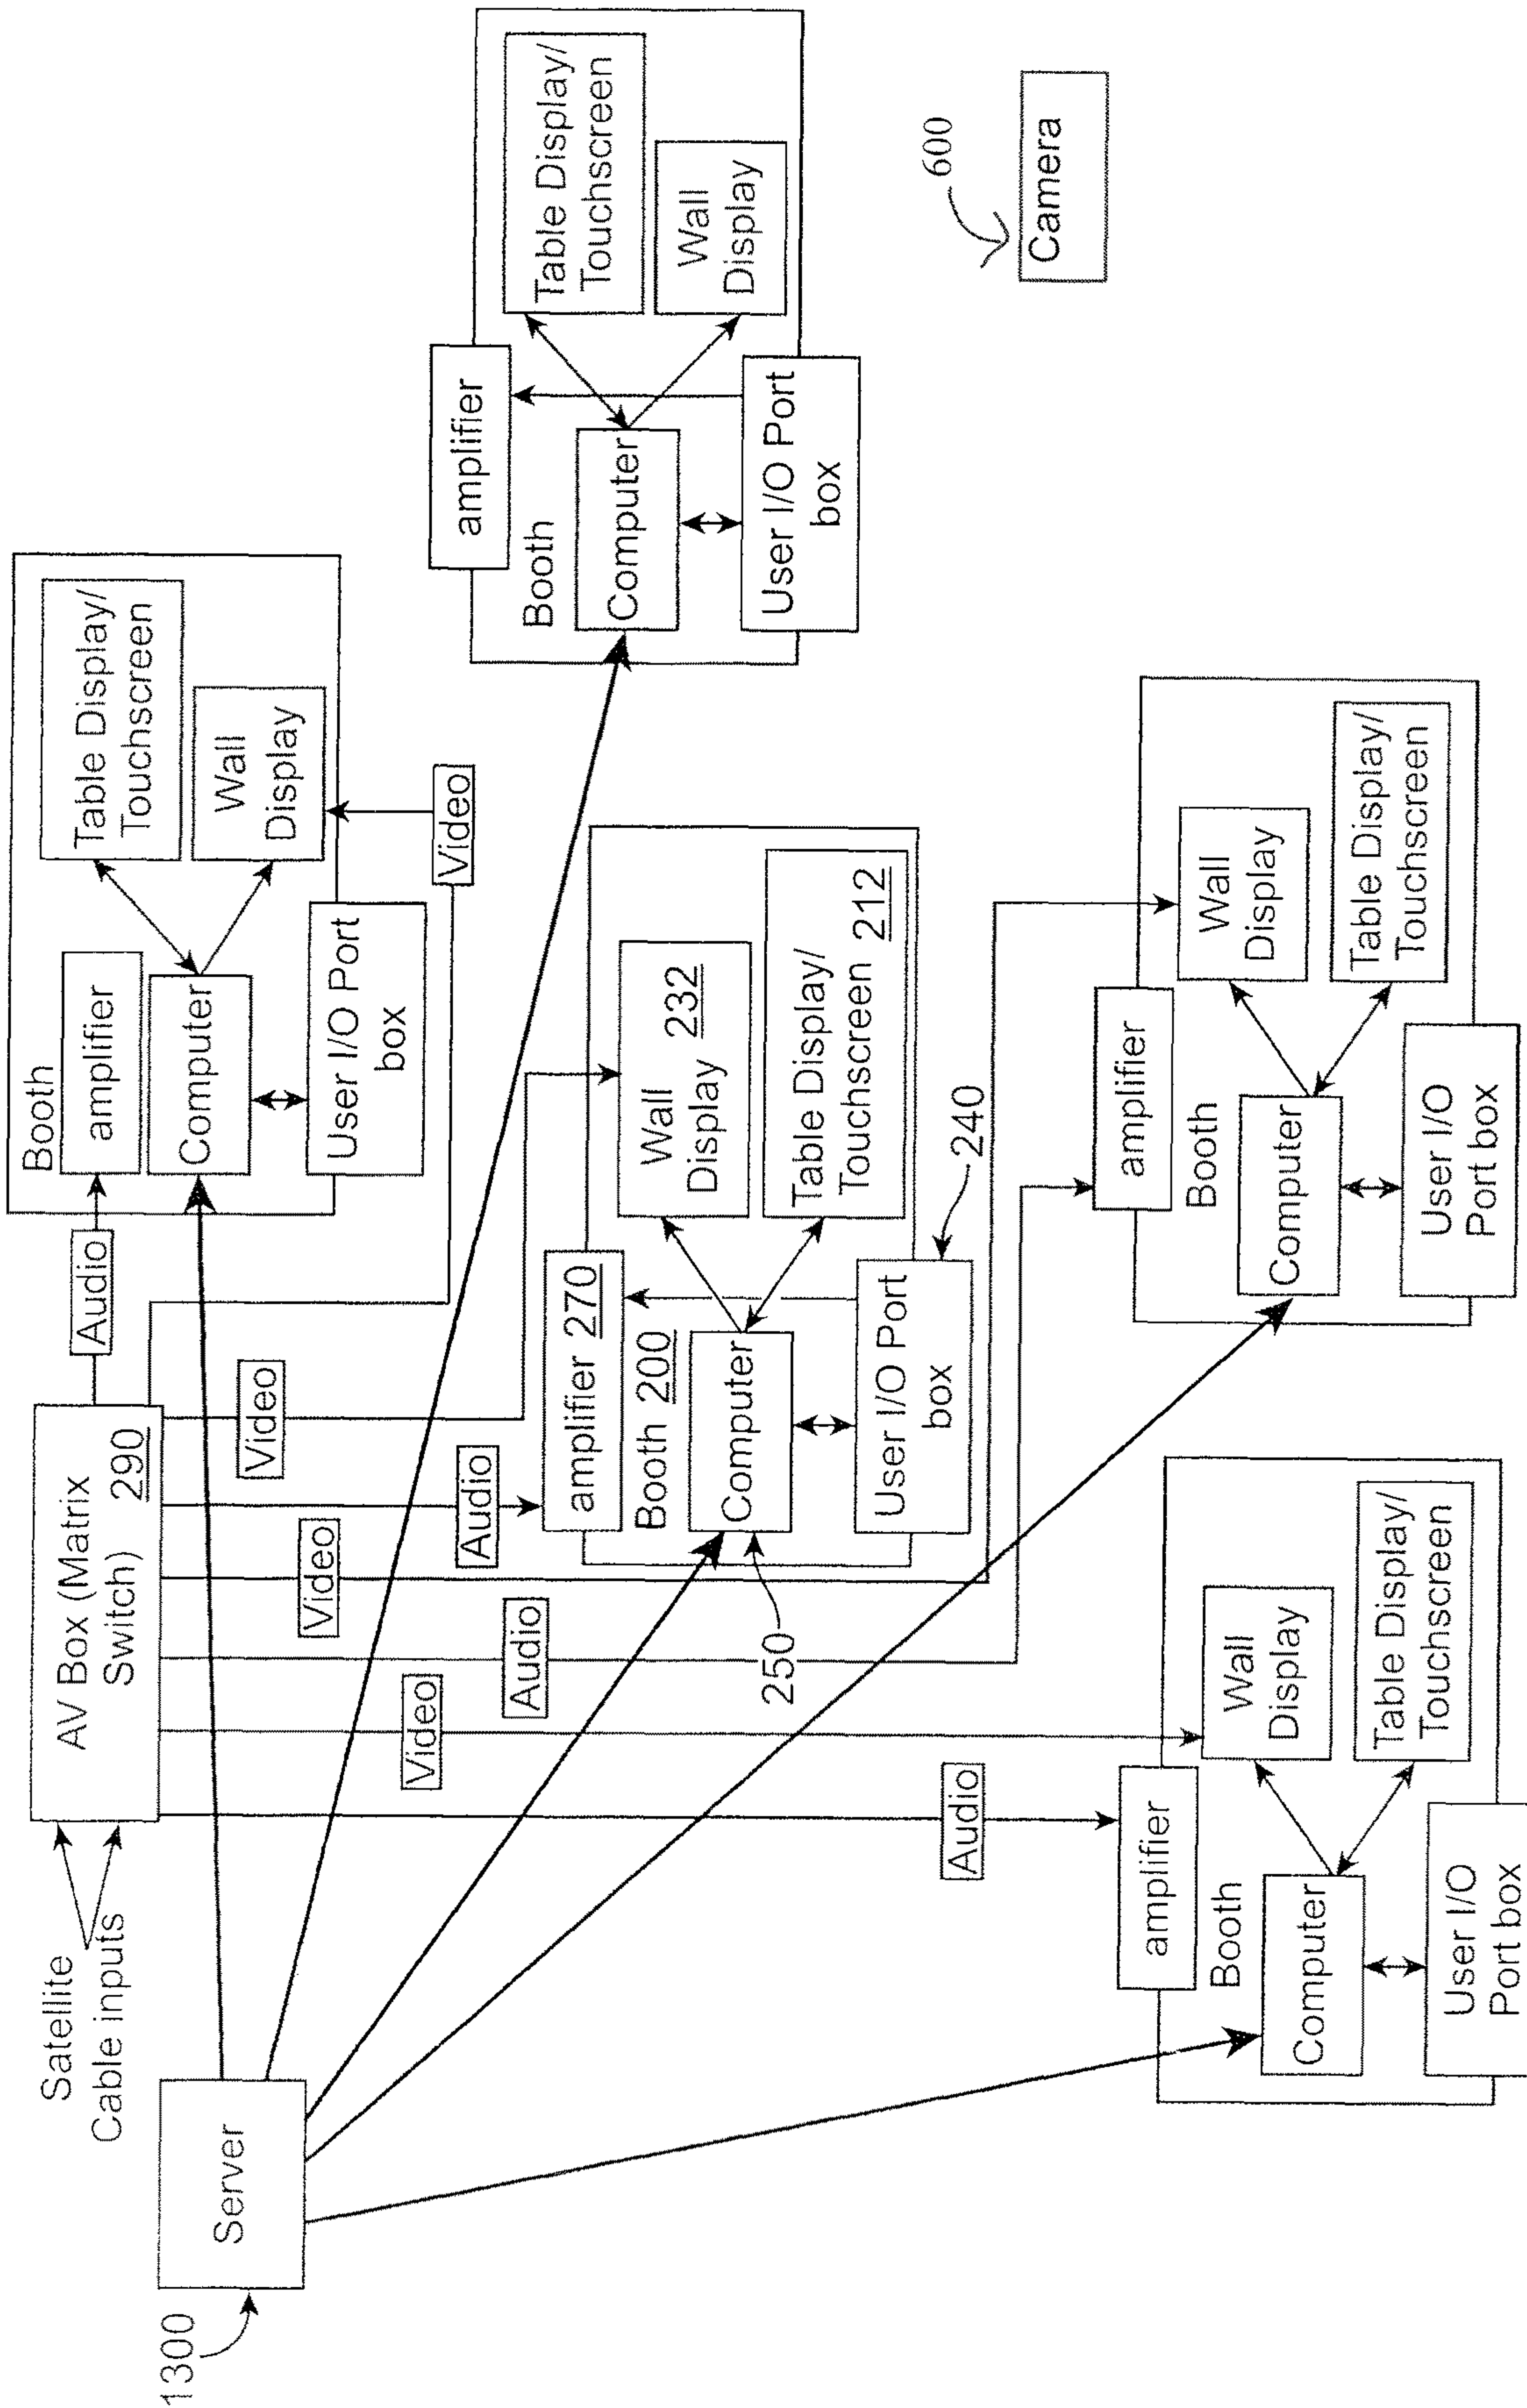 1300
Server
Satellite
Cable inputs
AV Box (Matrix
Switch) 290
Audio
Video
Video
Audio
Video
Audio
Video
Audio
Booth
amplifier
Computer
User I/O Port
box
Table Display/
Touchscreen
Wall
Display
amplifier
Booth
Computer
User I/O Port
box
Table Display/
Touchscreen
Wall
Display
amplifier 270
Booth 200
Computer
250
User I/O Port
box
240
Wall
Display 232
Table Display/
Touchscreen 212
amplifier
Booth
Computer
User I/O
Port box
Wall
Display
Table Display/
Touchscreen
amplifier
Booth
Computer
User I/O
Port box
Wall
Display
Table Display/
Touchscreen
600
Camera